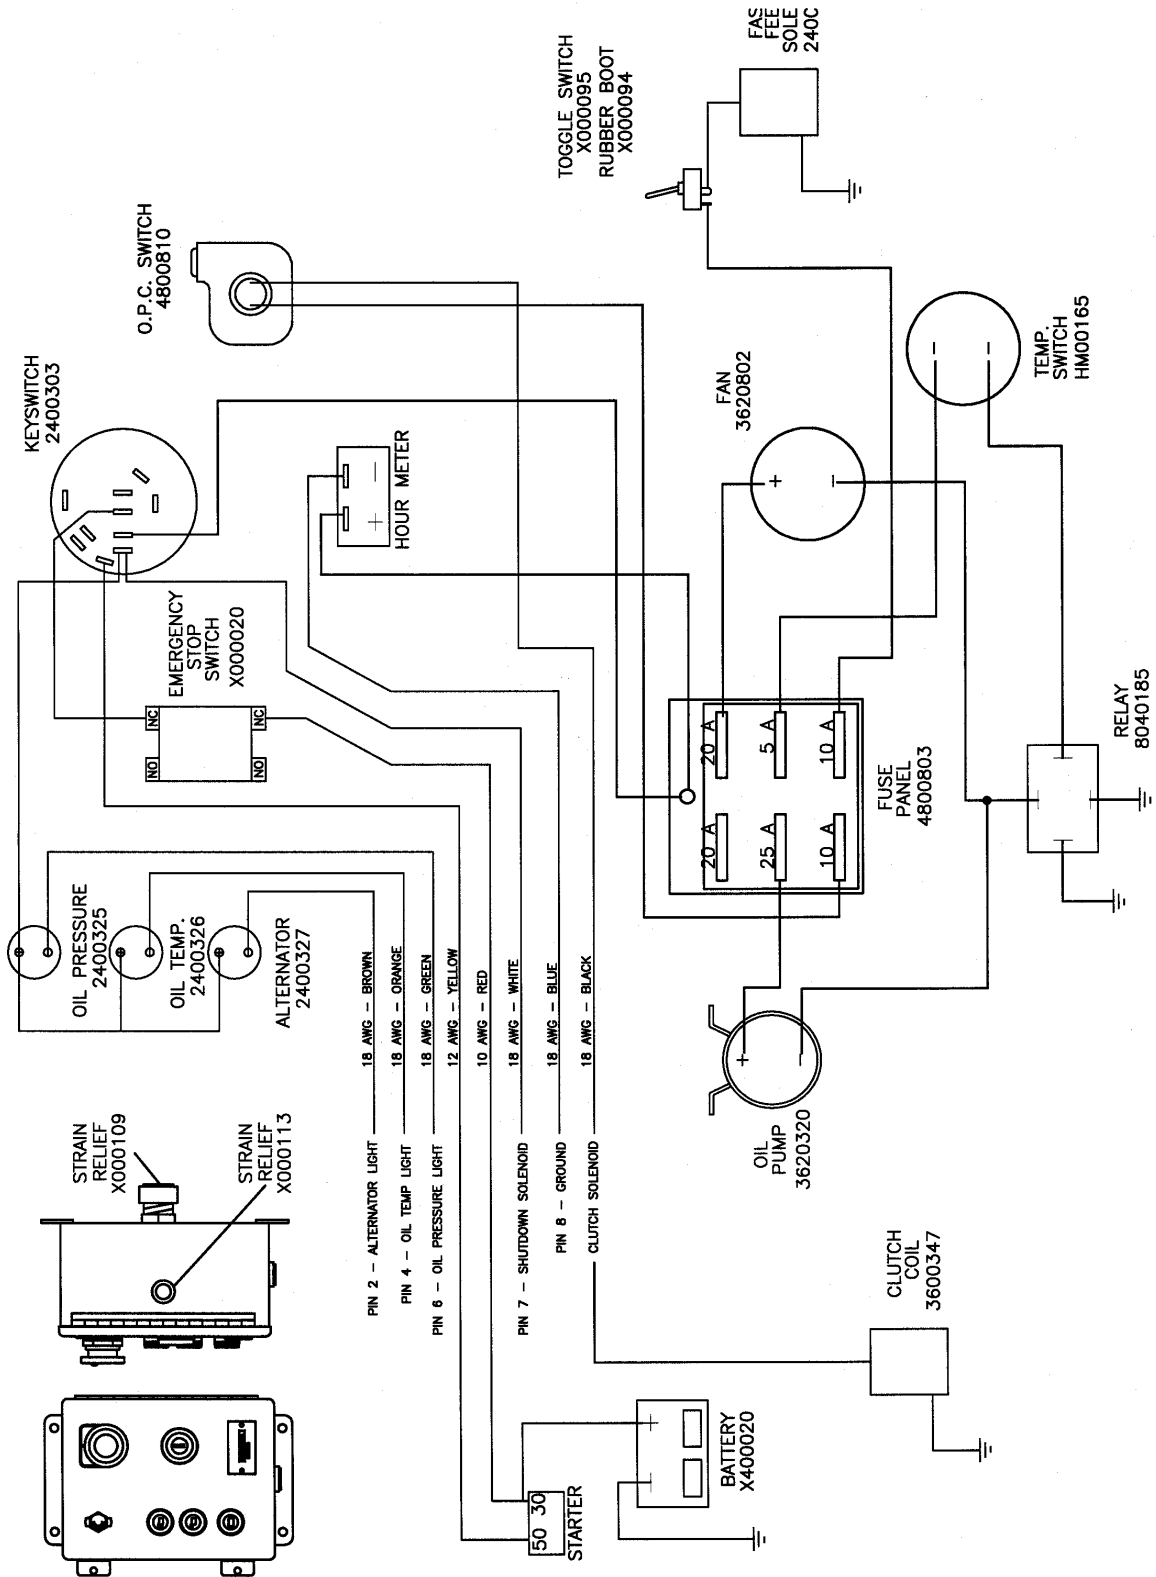 STRAIN
RELIEF
X000109
STRAIN
RELIEF
X000113
OIL PRESSURE
2400325
OIL TEMP.
2400326
ALTERNATOR
2400327
EMERGENCY
STOP
SWITCH
X000020
NO
NC
NO
NC
KEYSWITCH
2400303
O.P.C. SWITCH
4800810
+ –
HOUR METER
TOGGLE SWITCH
X000095
RUBBER BOOT
X000094
PIN 2 – ALTERNATOR LIGHT
18 AWG – BROWN
PIN 4 – OIL TEMP LIGHT
18 AWG – ORANGE
PIN 6 – OIL PRESSURE LIGHT
18 AWG – GREEN
12 AWG – YELLOW
10 AWG – RED
PIN 7 – SHUTDOWN SOLENOID
18 AWG – WHITE
PIN 8 – GROUND
18 AWG – BLUE
CLUTCH SOLENOID
18 AWG – BLACK
50 30
STARTER
– +
BATTERY
X400020
CLUTCH
COIL
3600347
+
–
OIL
PUMP
3620320
20 A
20 A
25 A
5 A
10 A
10 A
FUSE
PANEL
4800803
FAN
3620802
+
–
TEMP.
SWITCH
HM00165
RELAY
8040185